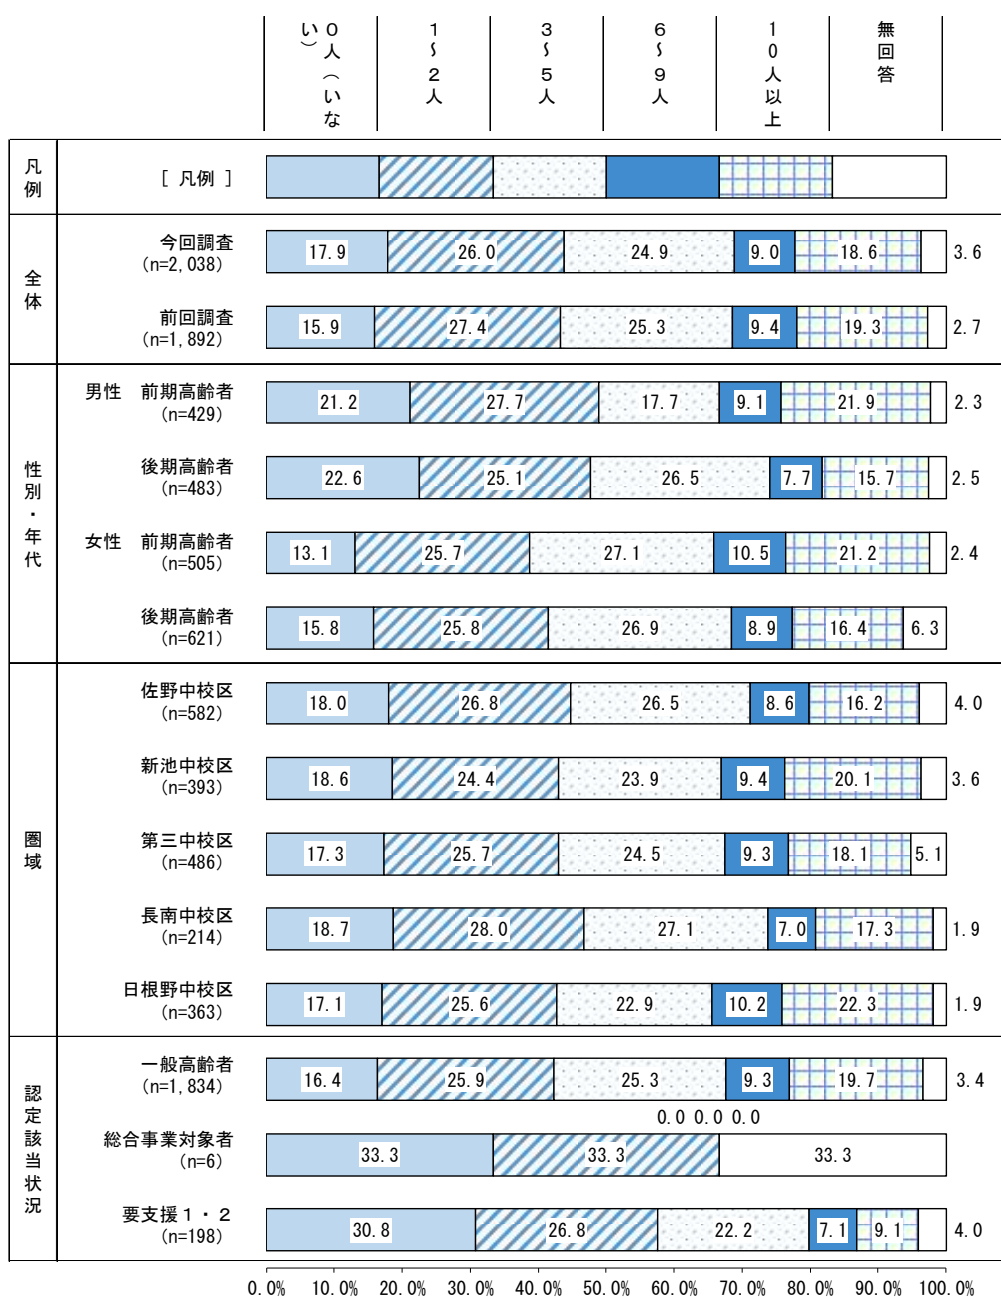 ０人（いない）
１～２人
３～５人
６～９人
１０人以上
無回答
凡例
［ 凡例 ］
全体
今回調査
(n=2,038)
17.9 26.0 24.9 9.0 18.6 3.6
前回調査
(n=1,892)
15.9 27.4 25.3 9.4 19.3 2.7
性別・年代
男性　前期高齢者
(n=429)
21.2 27.7 17.7 9.1 21.9 2.3
後期高齢者
(n=483)
22.6 25.1 26.5 7.7 15.7 2.5
女性　前期高齢者
(n=505)
13.1 25.7 27.1 10.5 21.2 2.4
後期高齢者
(n=621)
15.8 25.8 26.9 8.9 16.4 6.3
圏域
佐野中校区
(n=582)
18.0 26.8 26.5 8.6 16.2 4.0
新池中校区
(n=393)
18.6 24.4 23.9 9.4 20.1 3.6
第三中校区
(n=486)
17.3 25.7 24.5 9.3 18.1 5.1
長南中校区
(n=214)
18.7 28.0 27.1 7.0 17.3 1.9
日根野中校区
(n=363)
17.1 25.6 22.9 10.2 22.3 1.9
認定該当状況
一般高齢者
(n=1,834)
16.4 25.9 25.3 9.3 19.7 3.4
0.0 0.0 0.0
総合事業対象者
(n=6)
33.3 33.3 33.3
要支援１・２
(n=198)
30.8 26.8 22.2 7.1 9.1 4.0
0.0% 10.0% 20.0% 30.0% 40.0% 50.0% 60.0% 70.0% 80.0% 90.0% 100.0%